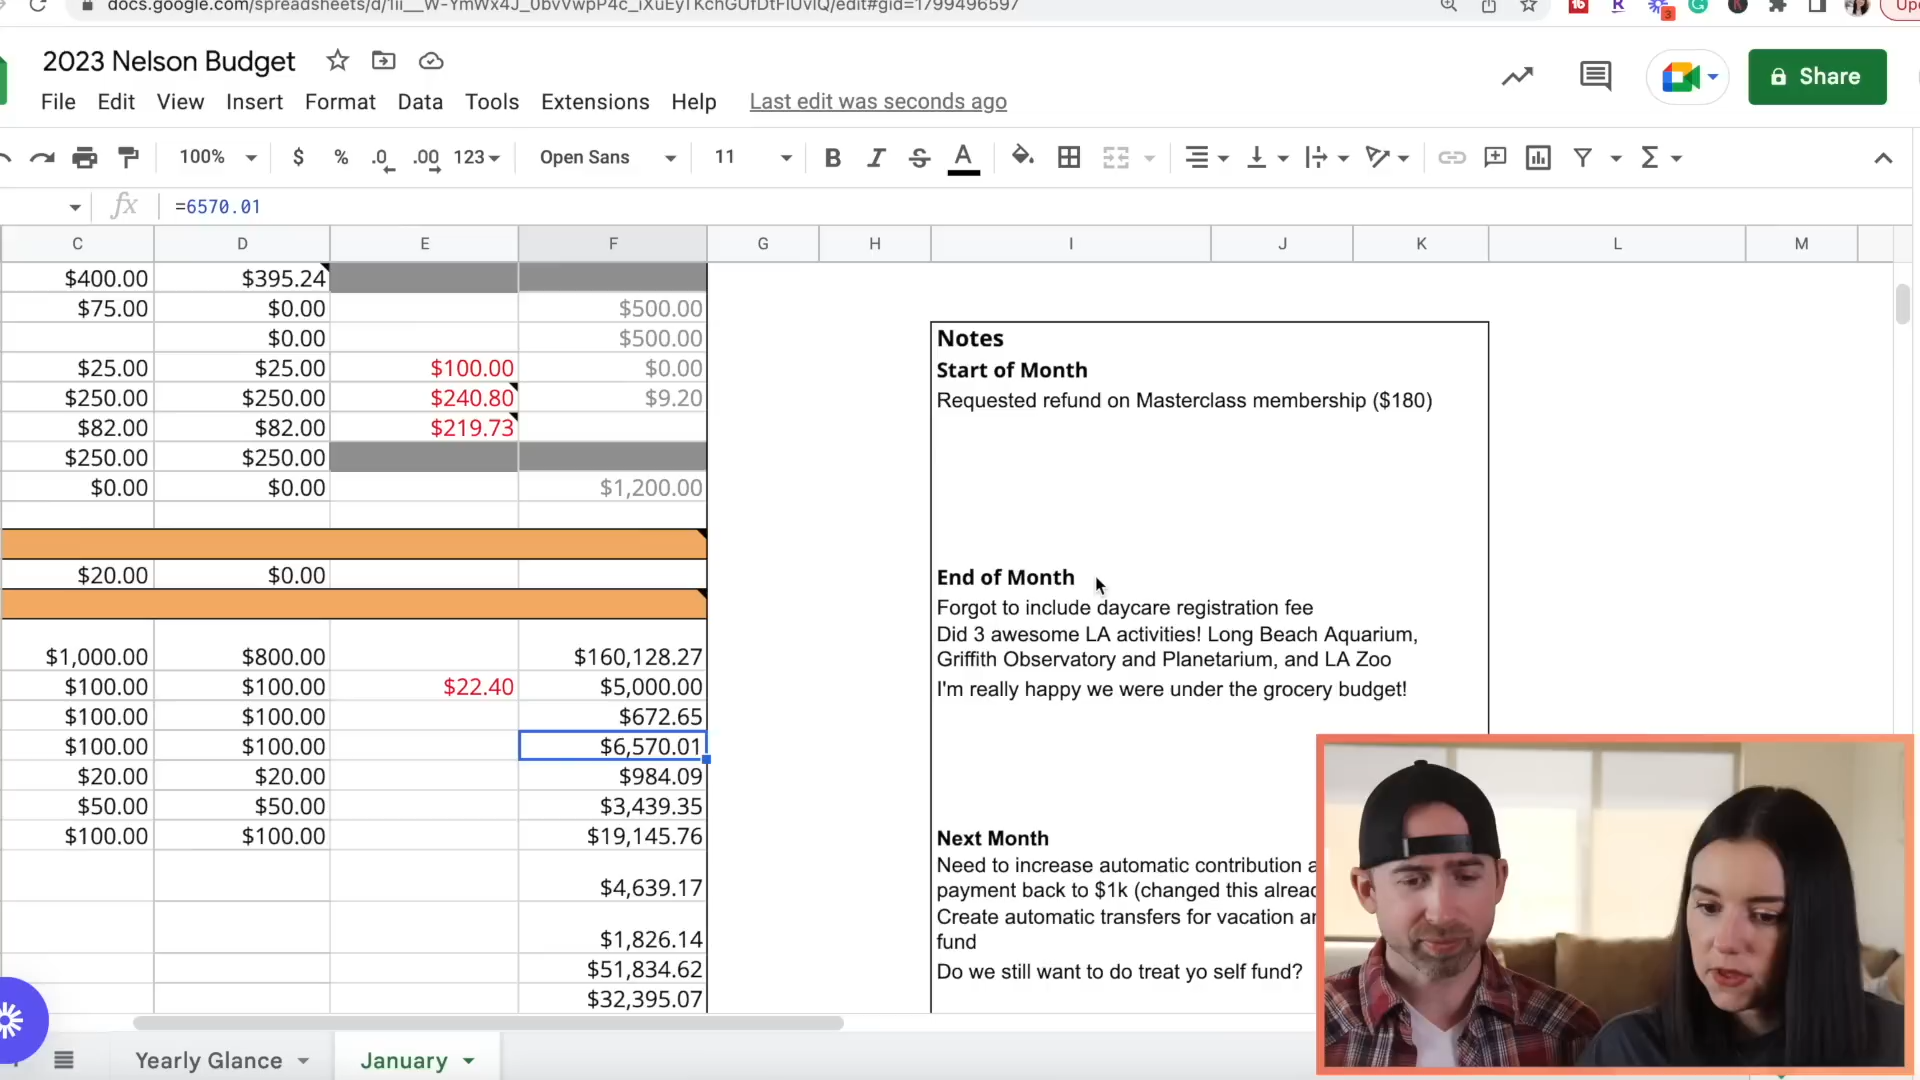 2023 Nelson Budget
Share
File Edit View Insert Format Data Tools Extensions Help Last edit was seconds ago
100% $ % .0 .00 123 Open Sans 11 B I S A
fx =6570.01
C D E F G H I J K L M
$400.00 $395.24
$75.00 $0.00 $500.00
$0.00 $500.00
$25.00 $25.00 $100.00 $0.00
$250.00 $250.00 $240.80 $9.20
$82.00 $82.00 $219.73
$250.00 $250.00
$0.00 $0.00 $1,200.00
$20.00 $0.00
$1,000.00 $800.00 $160,128.27
$100.00 $100.00 $22.40 $5,000.00
$100.00 $100.00 $672.65
$100.00 $100.00 $6,570.01
$20.00 $20.00 $984.09
$50.00 $50.00 $3,439.35
$100.00 $100.00 $19,145.76
$4,639.17
$1,826.14
$51,834.62
$32,395.07
Notes
Start of Month
Requested refund on Masterclass membership ($180)
End of Month
Forgot to include daycare registration fee
Did 3 awesome LA activities! Long Beach Aquarium,
Griffith Observatory and Planetarium, and LA Zoo
I'm really happy we were under the grocery budget!
Next Month
Need to increase automatic contribution
payment back to $1k (changed this
Create automatic transfers for vacation
fund
Do we still want to do treat yo self fund?
Yearly Glance January